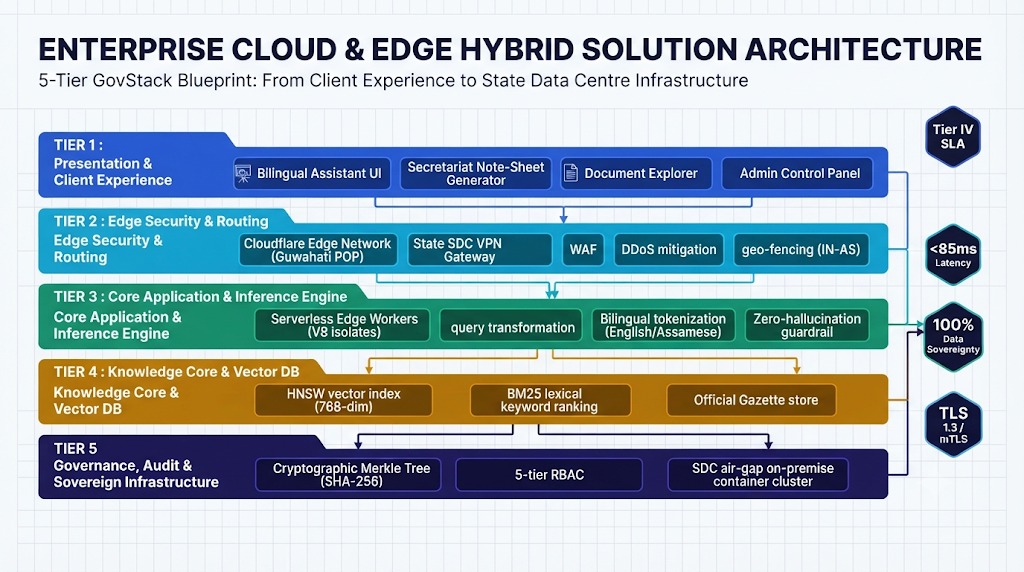 ENTERPRISE CLOUD & EDGE HYBRID SOLUTION ARCHITECTURE
5-Tier GovStack Blueprint: From Client Experience to State Data Centre Infrastructure
Tier IV
SLA
TIER 1 :
Presentation &
Client Experience
Bilingual Assistant UI
Secretariat Note-Sheet
Generator
Document Explorer
Admin Control Panel
TIER 2 : Edge Security & Routing
Edge Security &
Routing
Cloudflare Edge Network
(Guwahati POP)
State SDC VPN
Gateway
WAF
DDoS mitigation
geo-fencing (IN-AS)
<85ms
Latency
TIER 3 : Core Application & Inference Engine
Core Application &
Inference Engine
Serverless Edge Workers
(V8 isolates)
query transformation
Bilingual tokenization
(English/Assamese)
Zero-hallucination
guardrail
100%
Data
Sovereignty
TIER 4 : Knowledge Core & Vector DB
Knowledge Core &
Vector DB
HNSW vector index
(768-dim)
BM25 lexical
keyword ranking
Official Gazette store
TLS
1.3 /
mTLS
TIER 5
Governance, Audit &
Sovereign Infrastructure
Cryptographic Merkle Tree
(SHA-256)
5-tier RBAC
SDC air-gap on-premise
container cluster